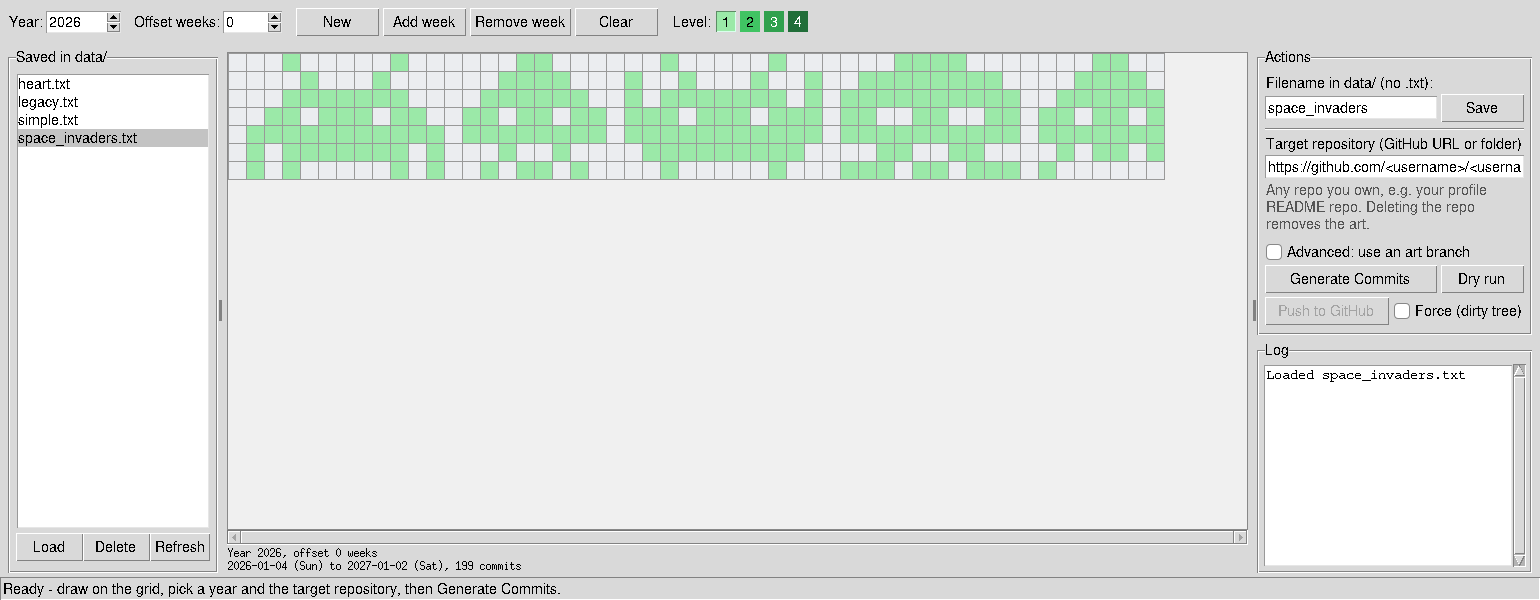 Year: 2026 Offset weeks: 0 New Add week Remove week Clear Level: 1 2 3 4
Saved in data/
heart.txt
legacy.txt
simple.txt
space_invaders.txt
Load Delete Refresh
Year 2026, offset 0 weeks
2026-01-04 (Sun) to 2027-01-02 (Sat), 199 commits
Actions
Filename in data/ (no .txt):
space_invaders Save
Target repository (GitHub URL or folder)
https://github.com/<username>/<userna
Any repo you own, e.g. your profile
README repo. Deleting the repo
removes the art.
Advanced: use an art branch
Generate Commits Dry run
Push to GitHub Force (dirty tree)
Log
Loaded space_invaders.txt
Ready - draw on the grid, pick a year and the target repository, then Generate Commits.